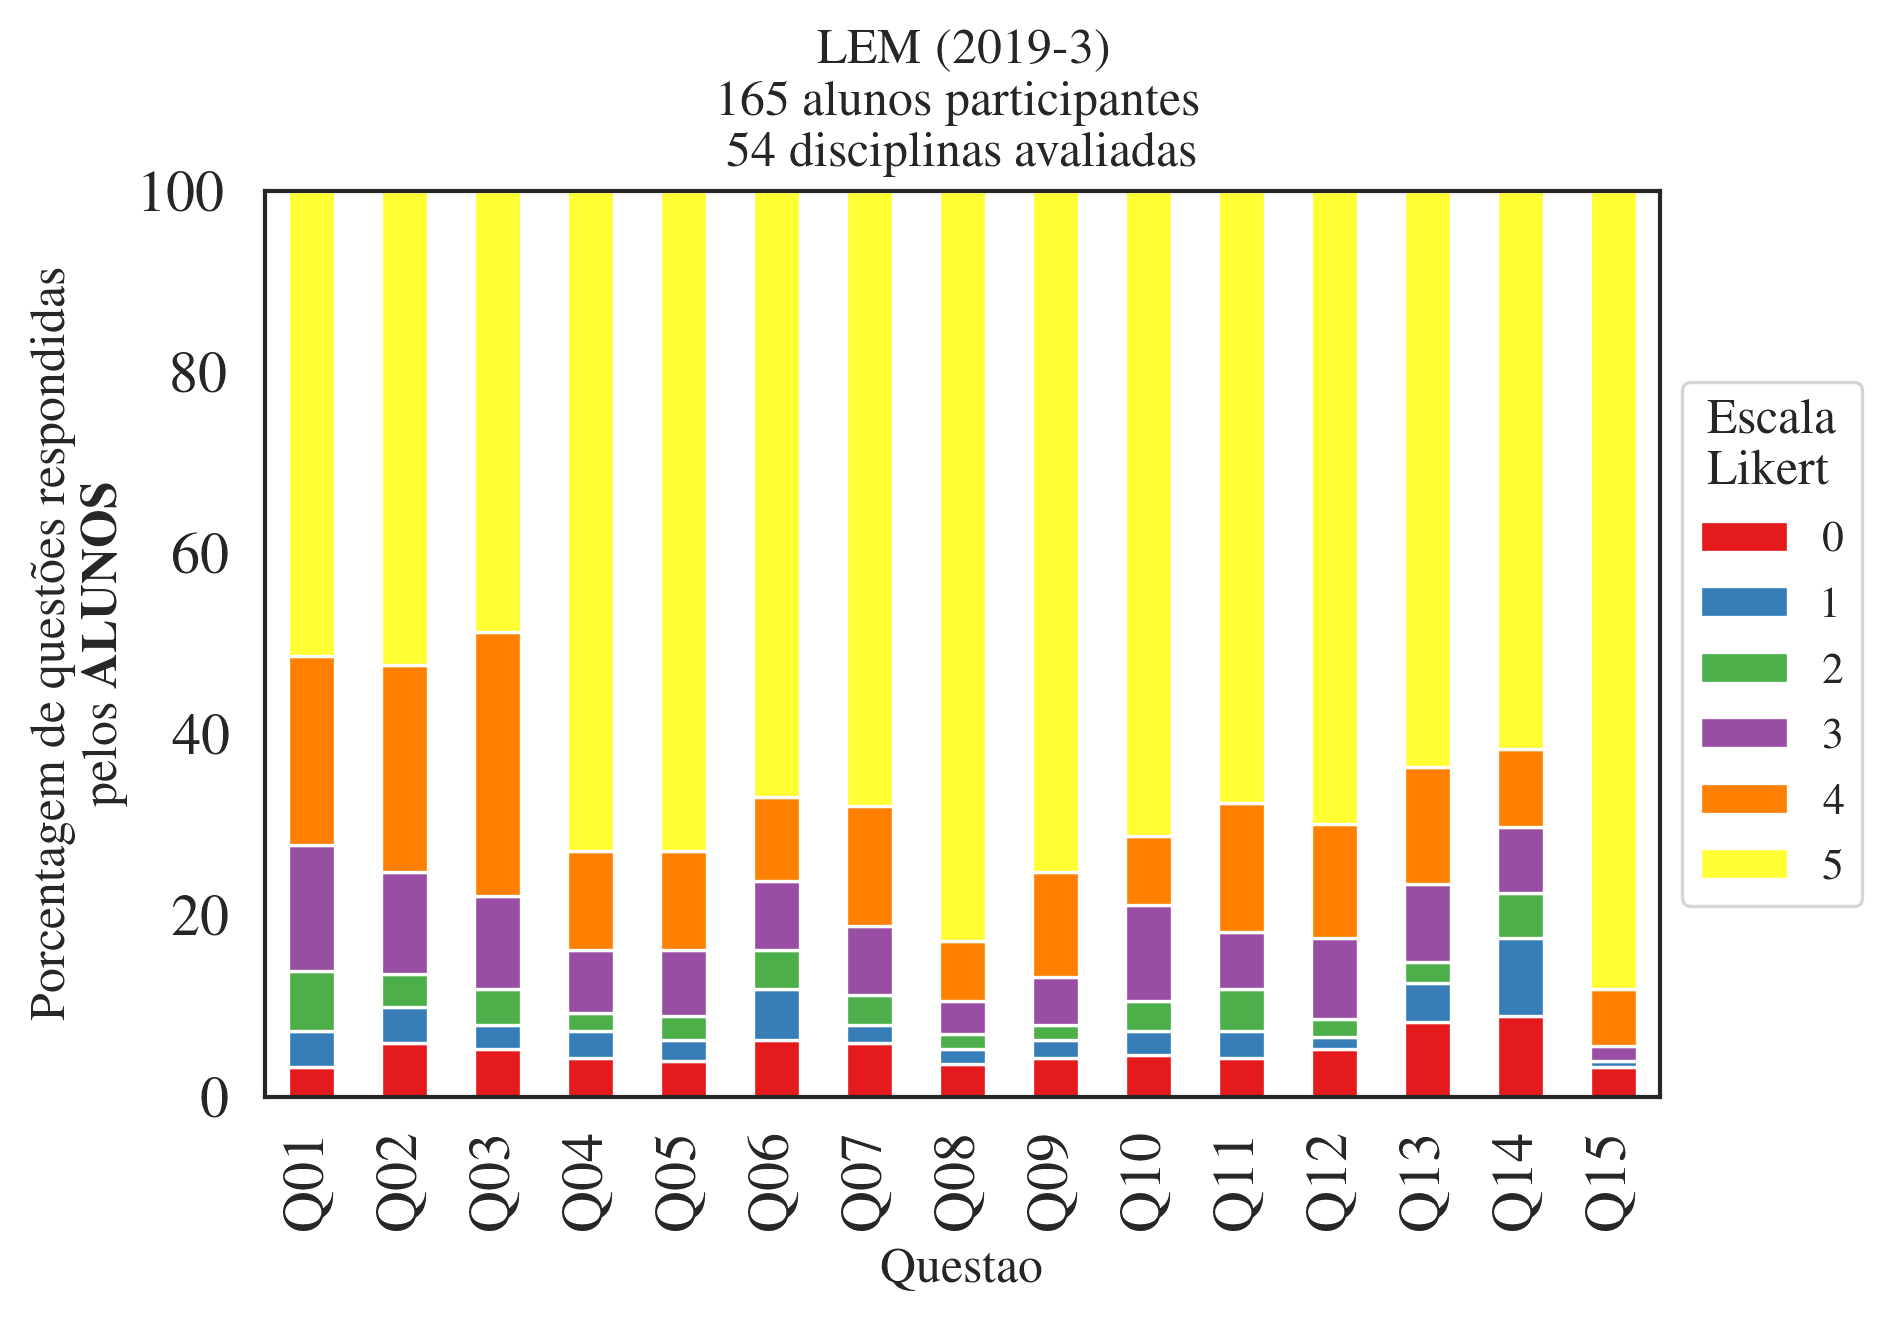 LEM (2019-3)
165 alunos participantes
54 disciplinas avaliadas
Porcentagem de questões respondidas
pelos ALUNOS
100
80
60
40
20
0
Q01
Q02
Q03
Q04
Q05
Q06
Q07
Q08
Q09
Q10
Q11
Q12
Q13
Q14
Q15
Questao
Escala
Likert
0
1
2
3
4
5